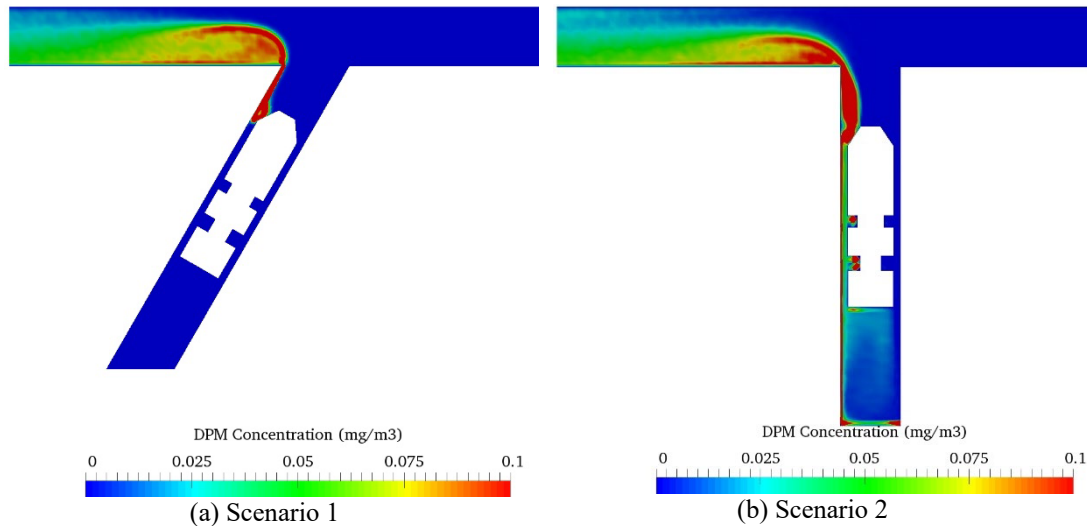 DPM Concentration (mg/m3)
0 0.025 0.05 0.075 0.1
(a) Scenario 1
DPM Concentration (mg/m3)
0 0.025 0.05 0.075 0.1
(b) Scenario 2